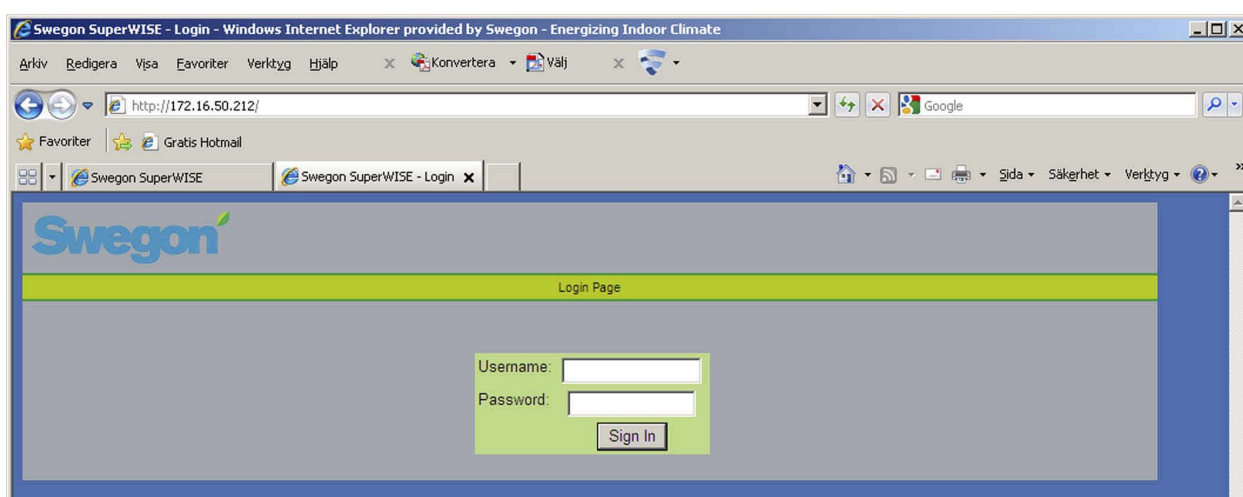 Swegon SuperWISE - Login - Windows Internet Explorer provided by Swegon - Energizing Indoor Climate
Arkiv Redigera Visa Favoriter Verktyg Hjälp x Konvertera Välj x
http://172.16.50.212/ Google
Favoriter Gratis Hotmail
Swegon SuperWISE Swegon SuperWISE - Login Sida Säkerhet Verktyg »
Swegon
Login Page
Username:
Password:
Sign In